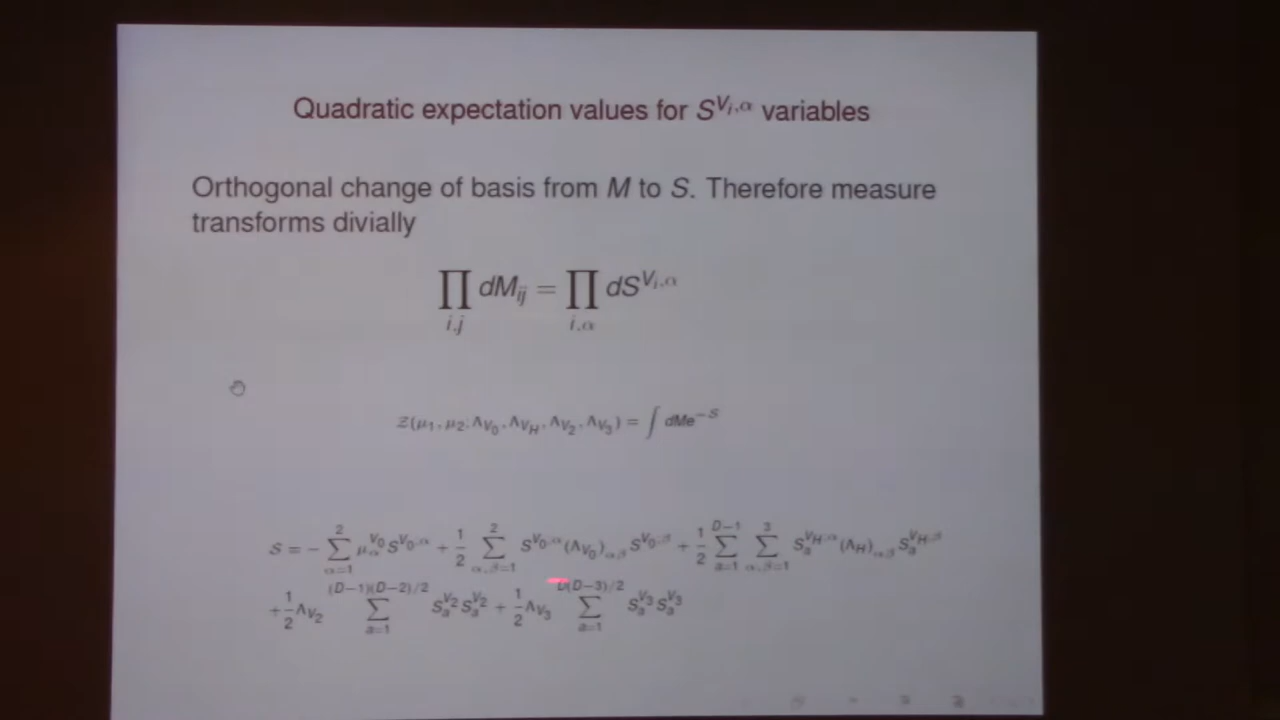 Quadratic expectation values for S^{V_i,α} variables
Orthogonal change of basis from M to S. Therefore measure
transforms divially
∏_{i,j} dM_{ij} = ∏_{i,α} dS^{V_i,α}
Z(μ_1, μ_2; Λ_{V_0}, Λ_{V_H}, Λ_{V_2}, Λ_{V_3}) = ∫ dMe^{-S}
S = − ∑_{α=1}^{2} μ_α^{V_0} S^{V_0;α} + 1/2 ∑_{α,β=1}^{2} S^{V_0;α} (Λ_{V_0})_{αβ} S^{V_0;β} + 1/2 ∑_{a=1}^{D−1} ∑_{α,β=1}^{3} S_a^{V_H;α} (Λ_H)_{αβ} S_a^{V_H;β}
+ 1/2 Λ_{V_2} ∑_{a=1}^{(D−1)(D−2)/2} S_a^{V_2} S_a^{V_2} + 1/2 Λ_{V_3} ∑_{a=1}^{D(D−3)/2} S_a^{V_3} S_a^{V_3}